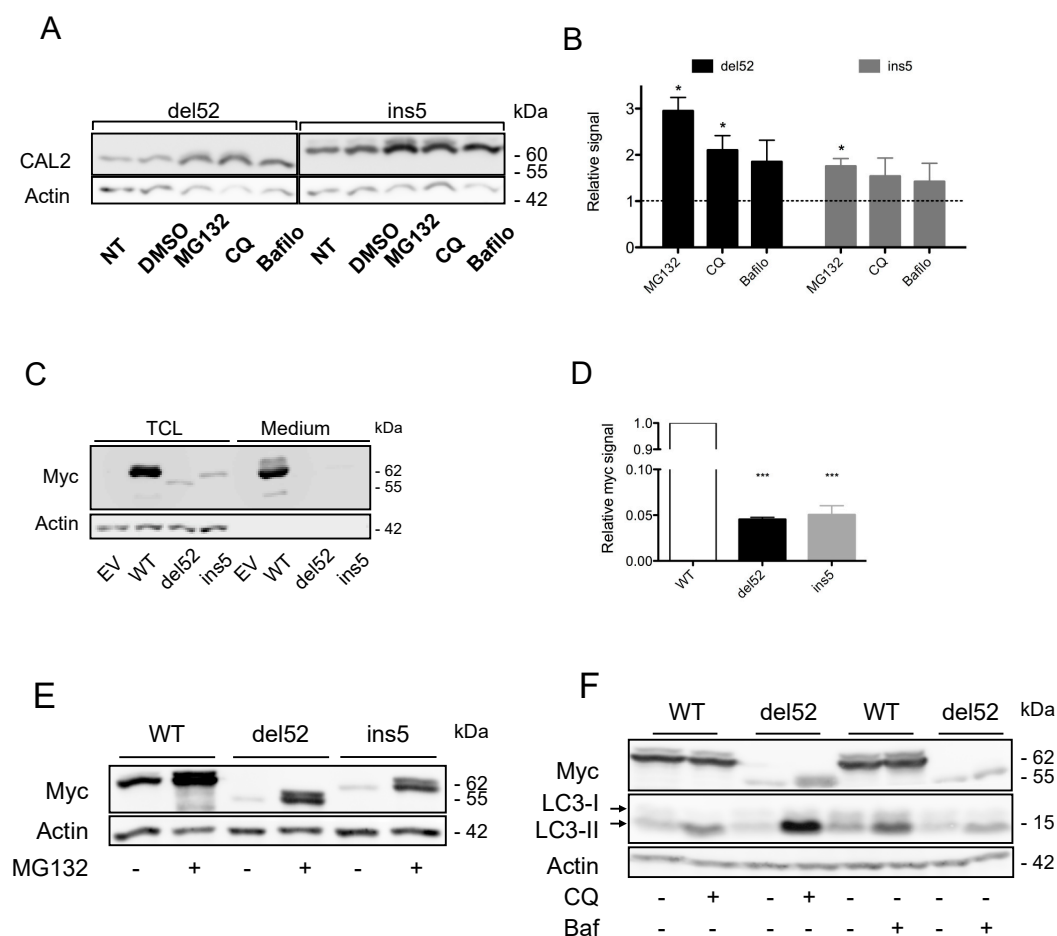 A
del52 ins5 kDa
CAL2 - 60
- 55
Actin - 42
NT DMSO MG132 CQ Bafilo NT DMSO MG132 CQ Bafilo
B
del52 ins5
Relative signal
3
2
1
0
MG132 CQ Bafilo MG132 CQ Bafilo
* * *
C
TCL Medium kDa
Myc - 62
- 55
Actin - 42
EV WT del52 ins5 EV WT del52 ins5
D
Relative myc signal
1.0
0.9
0.10
0.05
0.00
*** ***
WT del52 ins5
E
WT del52 ins5 kDa
Myc - 62
- 55
Actin - 42
MG132 - + - + - +
F
WT del52 WT del52 kDa
Myc - 62
- 55
LC3-I
LC3-II - 15
Actin - 42
CQ - + - + - - - -
Baf - - - - - + - +